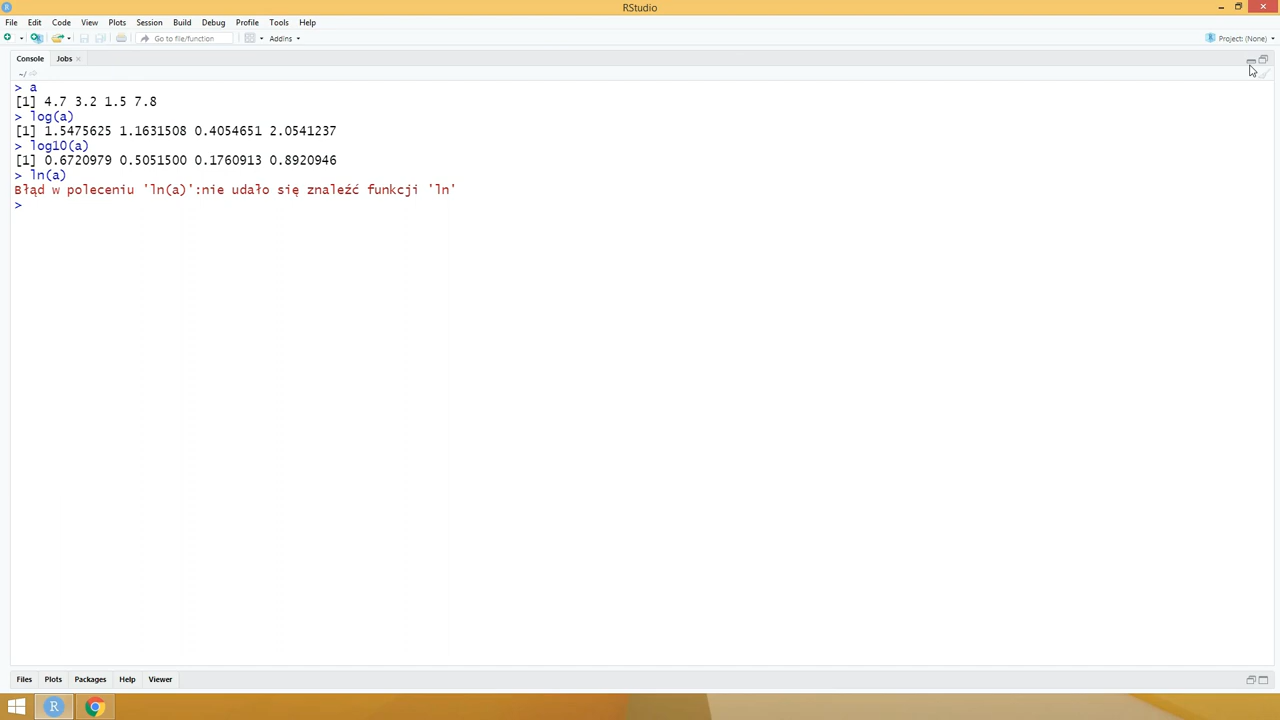 RStudio
File Edit Code View Plots Session Build Debug Profile Tools Help
Go to file/function Addins Project: (None)
Console Jobs
~/
> a
[1] 4.7 3.2 1.5 7.8
> log(a)
[1] 1.5475625 1.1631508 0.4054651 2.0541237
> log10(a)
[1] 0.6720979 0.5051500 0.1760913 0.8920946
> ln(a)
Błąd w poleceniu 'ln(a)':nie udało się znaleźć funkcji 'ln'
>
Files Plots Packages Help Viewer